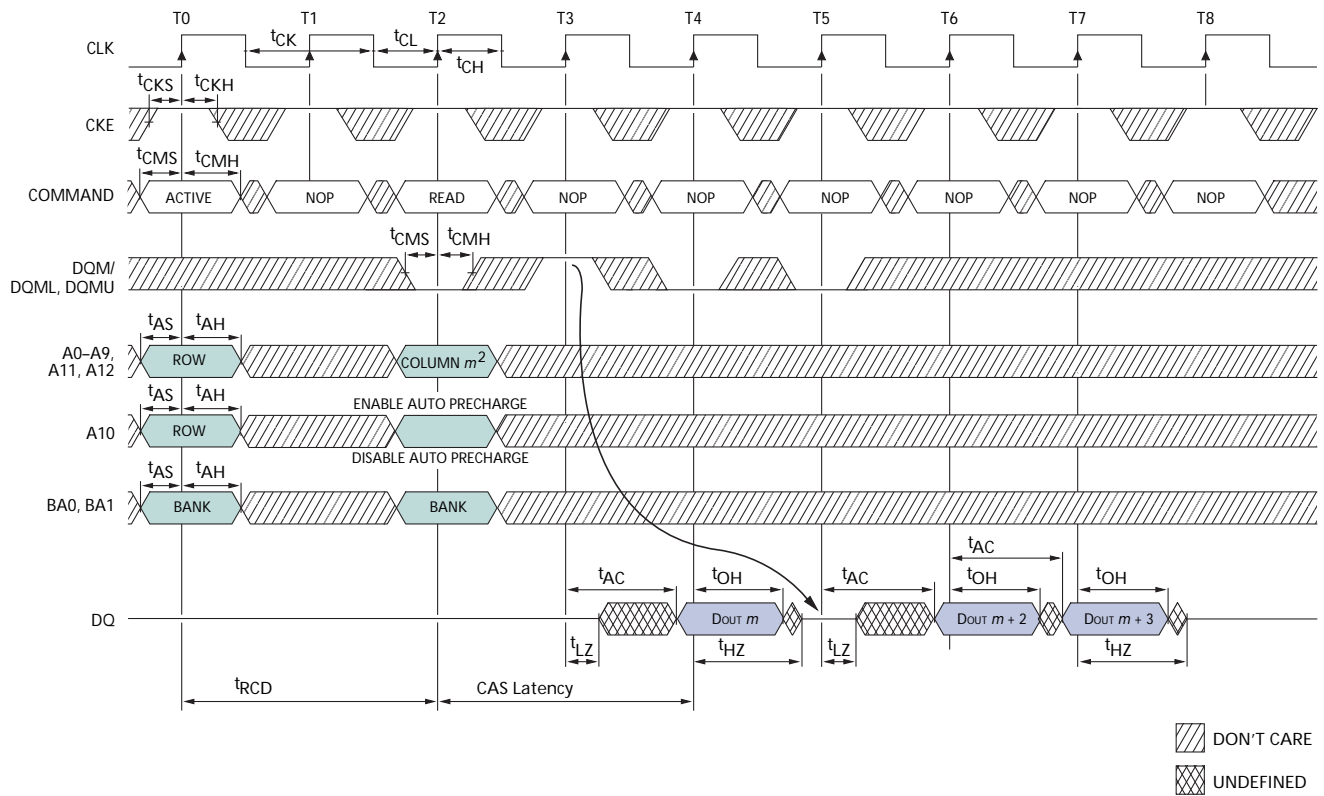 T0 T1 T2 T3 T4 T5 T6 T7 T8
CLK
tCK tCL
tCH
tCKS tCKH
CKE
tCMS tCMH
COMMAND
ACTIVE NOP READ NOP NOP NOP NOP NOP NOP
tCMS tCMH
DQM/
DQML, DQMU
tAS tAH
A0–A9,
A11, A12
ROW COLUMN m2
tAS tAH
ENABLE AUTO PRECHARGE
A10
ROW
DISABLE AUTO PRECHARGE
tAS tAH
BA0, BA1
BANK BANK
tAC
tAC tOH tAC tOH tOH
DQ
DOUT m DOUT m + 2 DOUT m + 3
tLZ tHZ tLZ tHZ
tRCD CAS Latency
DON'T CARE
UNDEFINED